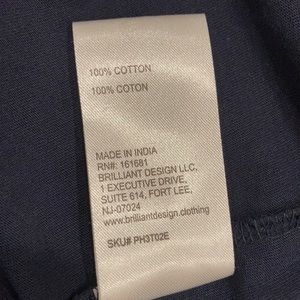 100% COTTON
100% COTON
MADE IN INDIA
RN#: 161681
BRILLIANT DESIGN LLC,
1 EXECUTIVE DRIVE,
SUITE 614, FORT LEE,
NJ-07024
www.brilliantdesign.clothing
SKU# PH3T02E